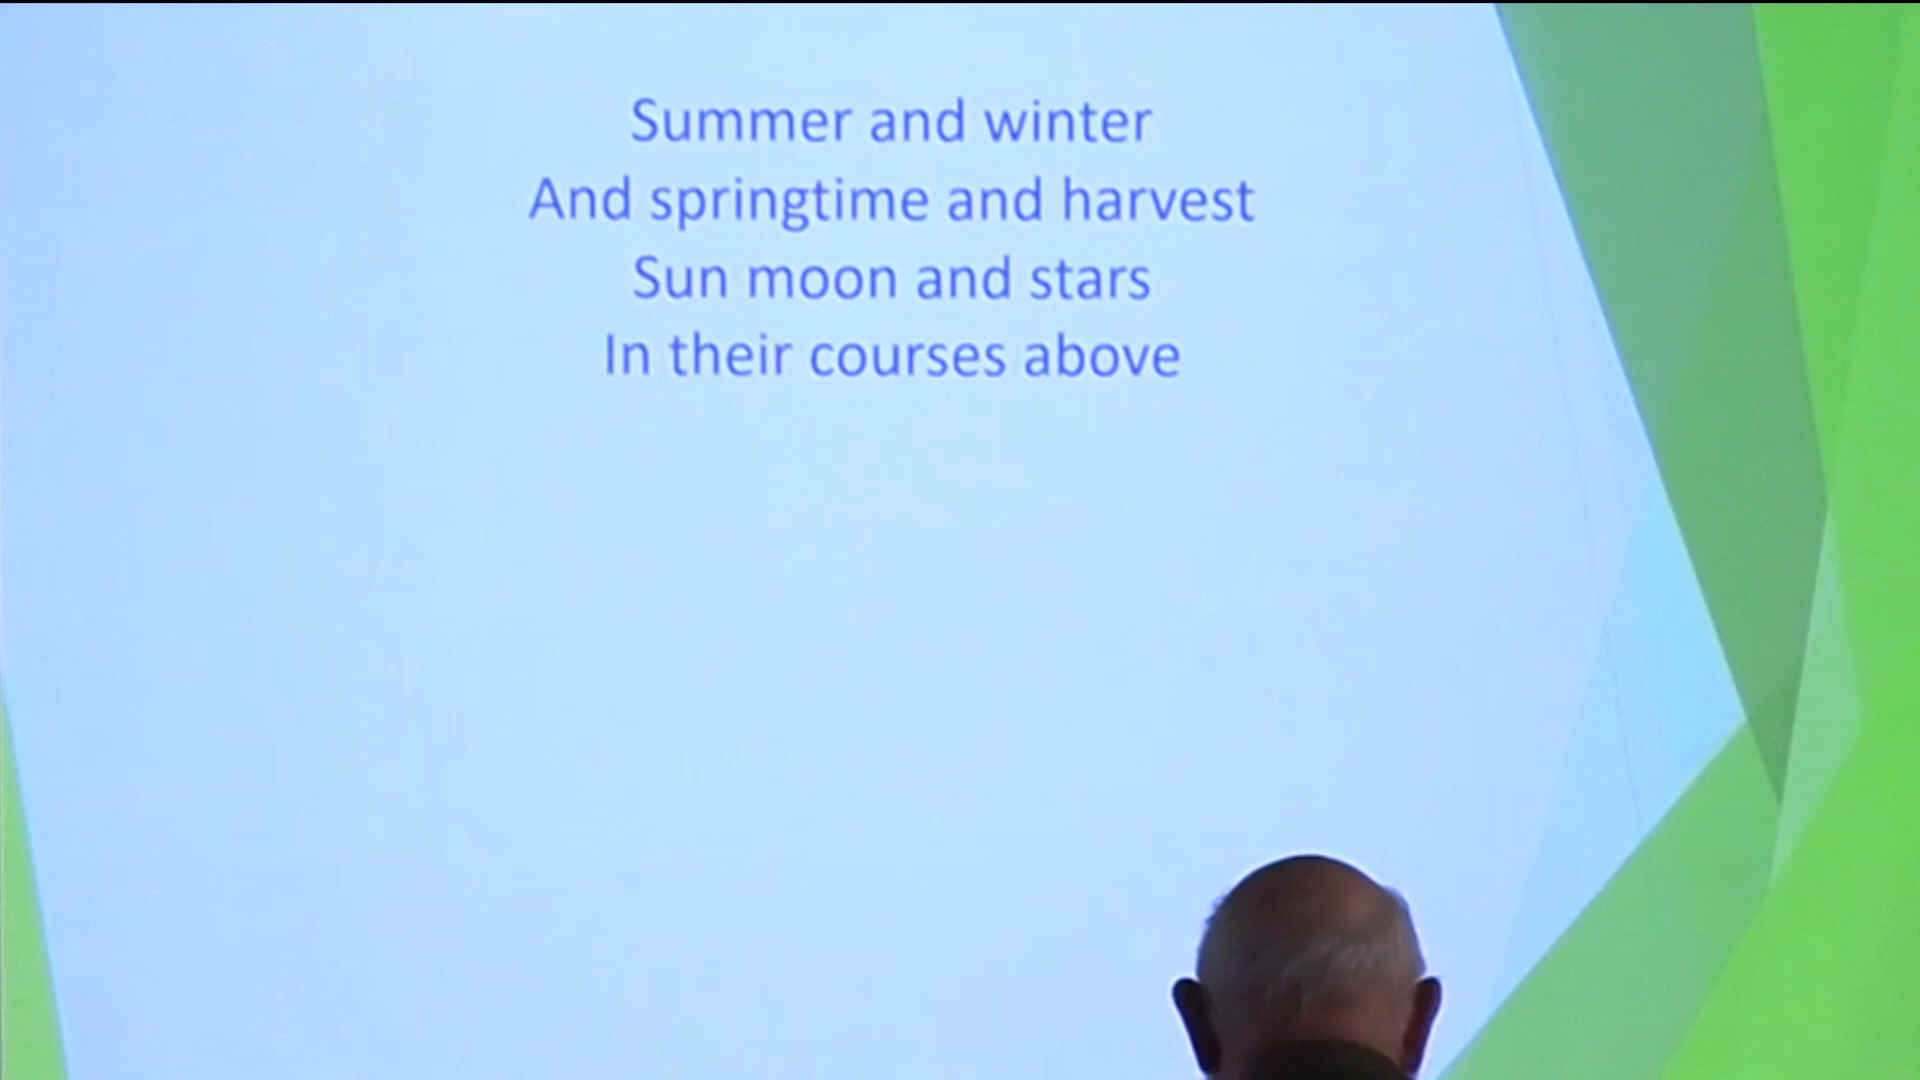 Summer and winter
And springtime and harvest
Sun moon and stars
In their courses above